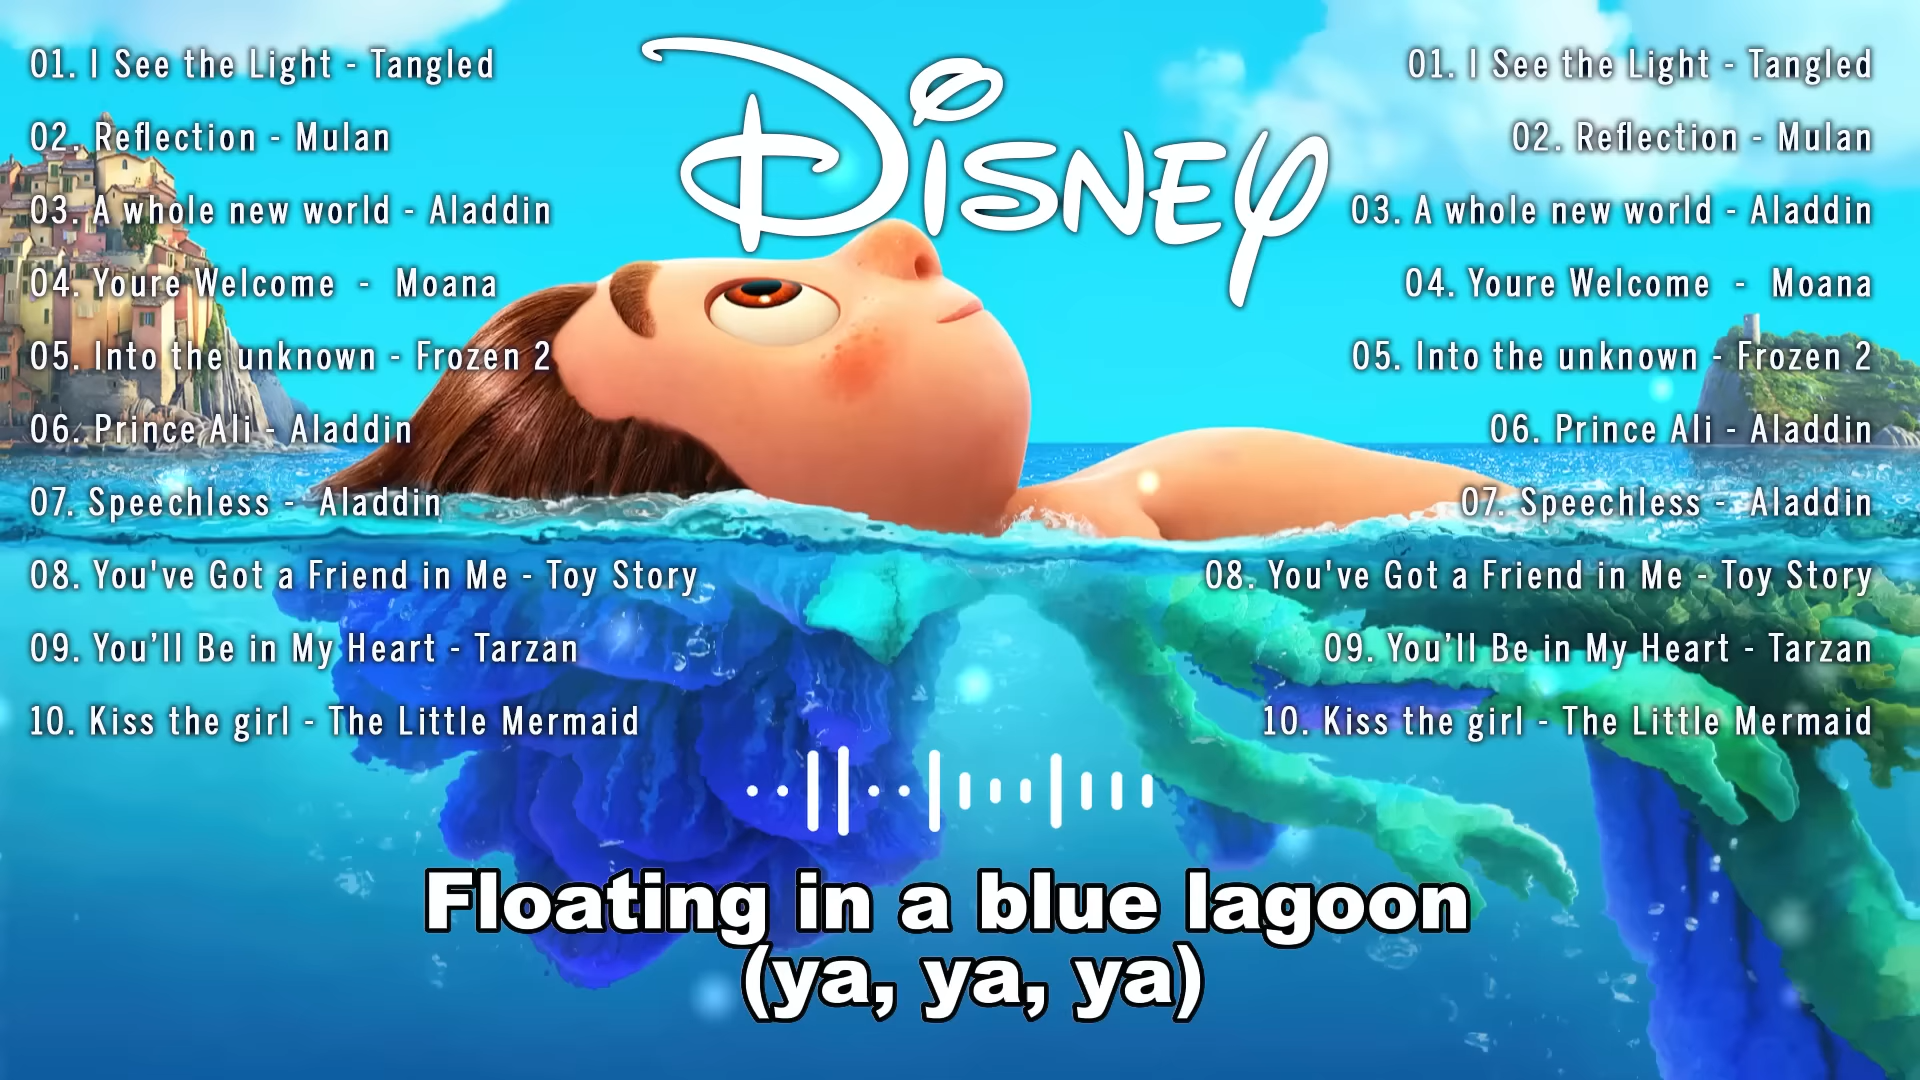 DISNEY
01. I See the Light - Tangled
02. Reflection - Mulan
03. A whole new world - Aladdin
04. Youre Welcome - Moana
05. Into the unknown - Frozen 2
06. Prince Ali - Aladdin
07. Speechless - Aladdin
08. You've Got a Friend in Me - Toy Story
09. You’ll Be in My Heart - Tarzan
10. Kiss the girl - The Little Mermaid
01. I See the Light - Tangled
02. Reflection - Mulan
03. A whole new world - Aladdin
04. Youre Welcome - Moana
05. Into the unknown - Frozen 2
06. Prince Ali - Aladdin
07. Speechless - Aladdin
08. You've Got a Friend in Me - Toy Story
09. You’ll Be in My Heart - Tarzan
10. Kiss the girl - The Little Mermaid
Floating in a blue lagoon
(ya, ya, ya)